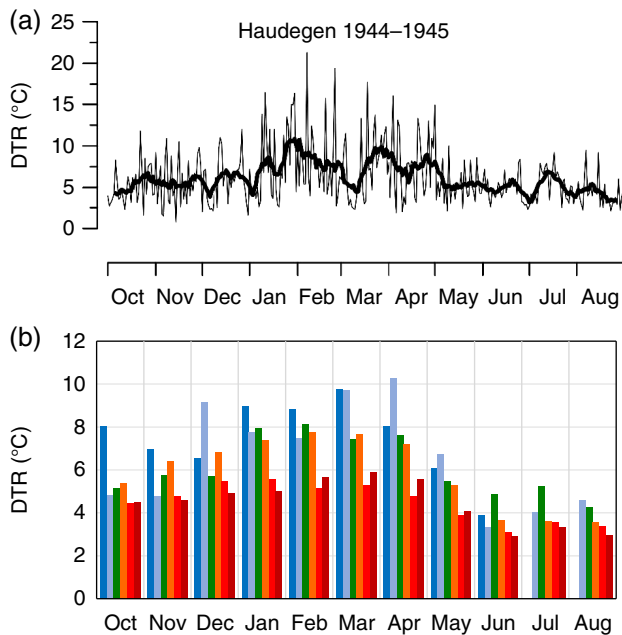 (a)
Haudegen 1944–1945
DTR (°C)
25
20
15
10
5
0
Oct Nov Dec Jan Feb Mar Apr May Jun Jul Aug
(b)
DTR (°C)
12
10
8
6
4
2
0
Oct Nov Dec Jan Feb Mar Apr May Jun Jul Aug